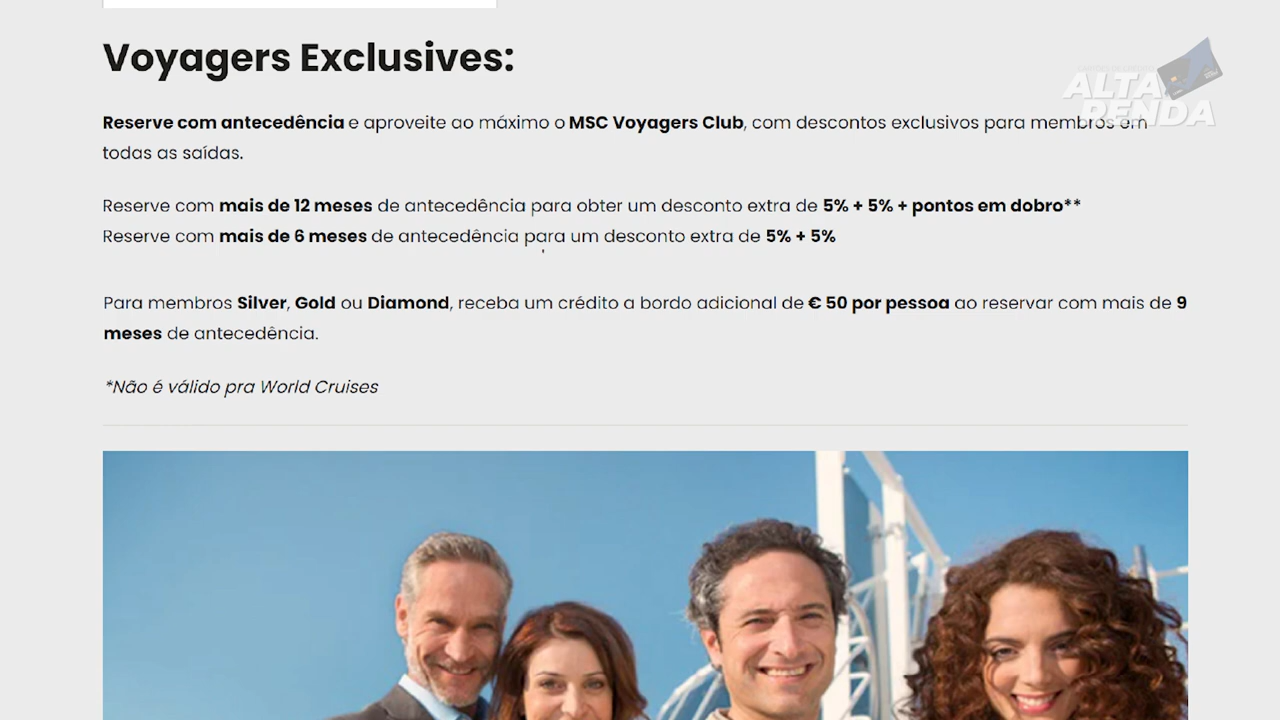 Voyagers Exclusives:
ALTA
RENDA
Reserve com antecedência e aproveite ao máximo o MSC Voyagers Club, com descontos exclusivos para membros em
todas as saídas.
Reserve com mais de 12 meses de antecedência para obter um desconto extra de 5% + 5% + pontos em dobro**
Reserve com mais de 6 meses de antecedência para um desconto extra de 5% + 5%
Para membros Silver, Gold ou Diamond, receba um crédito a bordo adicional de € 50 por pessoa ao reservar com mais de 9
meses de antecedência.
*Não é válido pra World Cruises